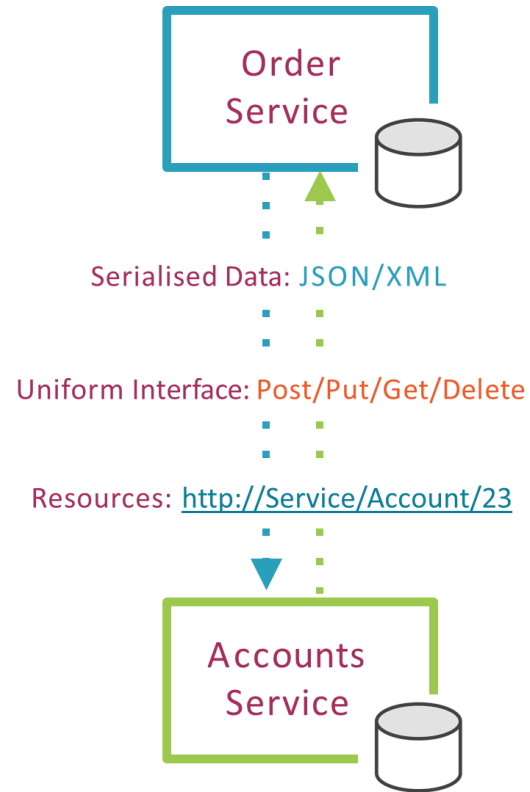 Order
Service
Serialised Data: JSON/XML
Uniform Interface: Post/Put/Get/Delete
Resources: http://Service/Account/23
Accounts
Service